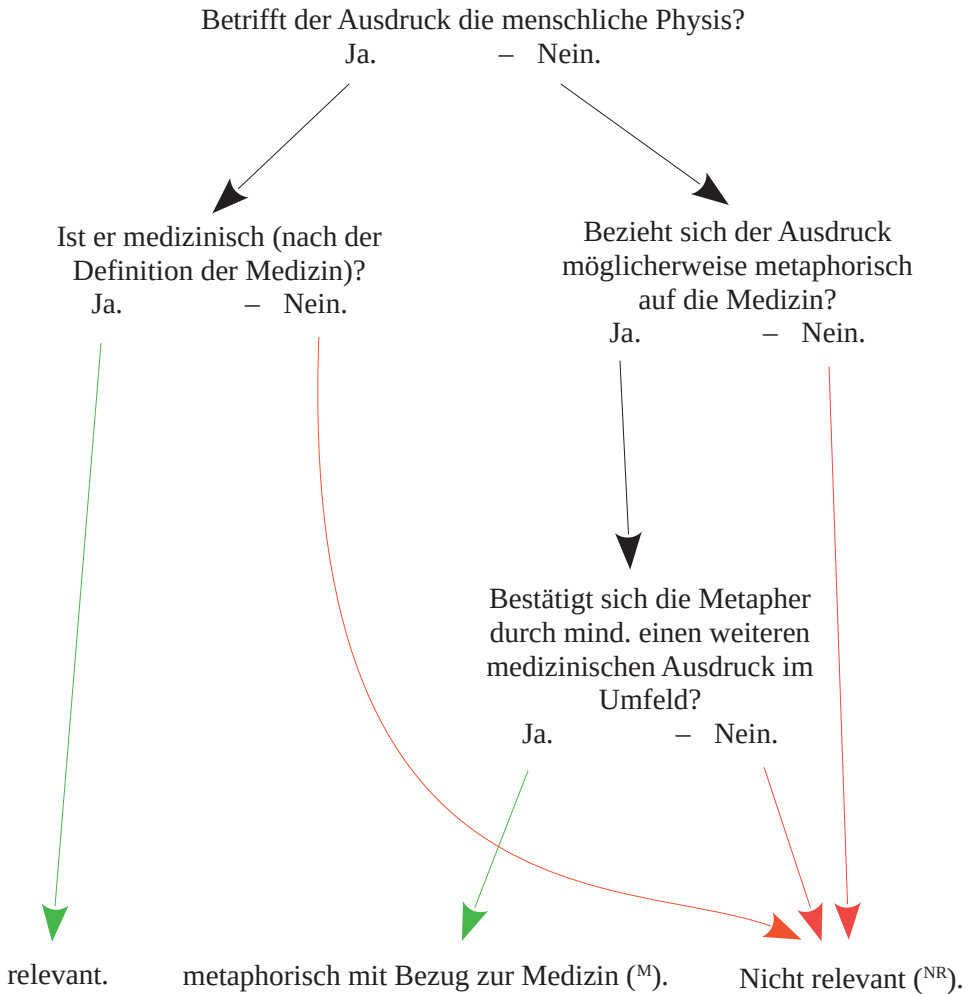 Betrifft der Ausdruck die menschliche Physis?
Ja. – Nein.
Ist er medizinisch (nach der
Definition der Medizin)?
Ja. – Nein.
Bezieht sich der Ausdruck
möglicherweise metaphorisch
auf die Medizin?
Ja. – Nein.
Bestätigt sich die Metapher
durch mind. einen weiteren
medizinischen Ausdruck im
Umfeld?
Ja. – Nein.
relevant.
metaphorisch mit Bezug zur Medizin (M).
Nicht relevant (NR).